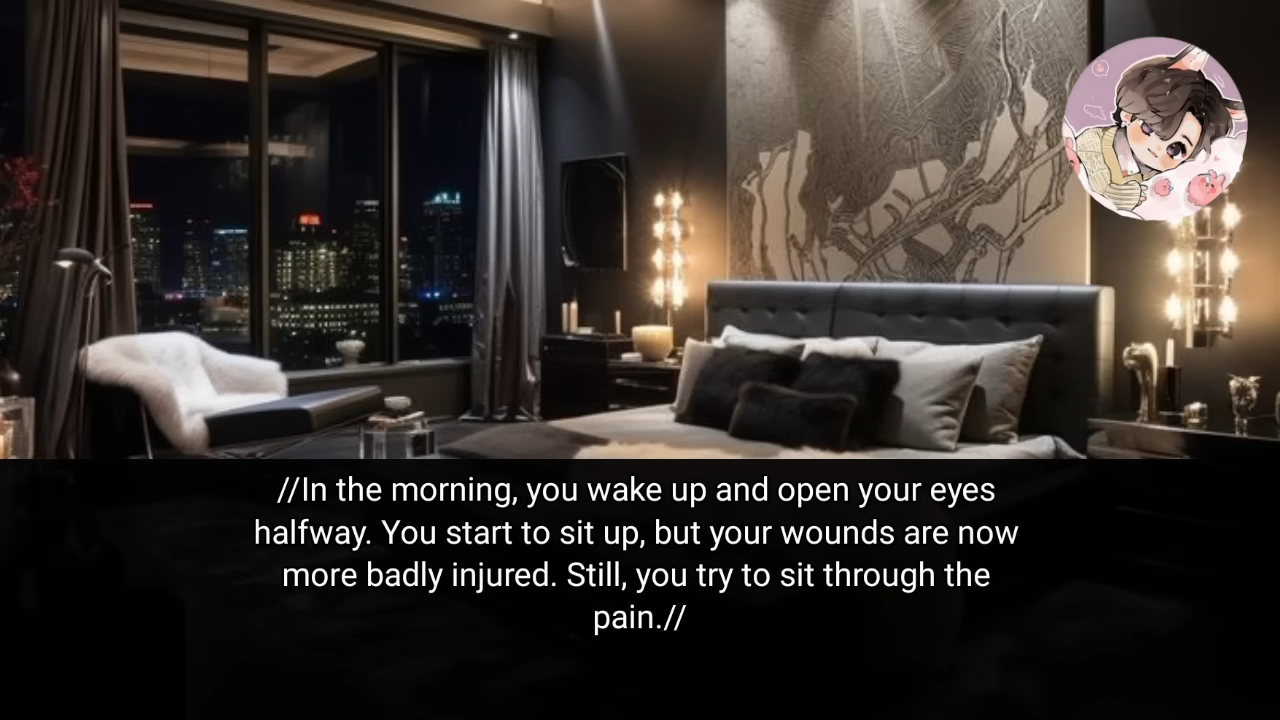 //In the morning, you wake up and open your eyes
halfway. You start to sit up, but your wounds are now
more badly injured. Still, you try to sit through the
pain.//